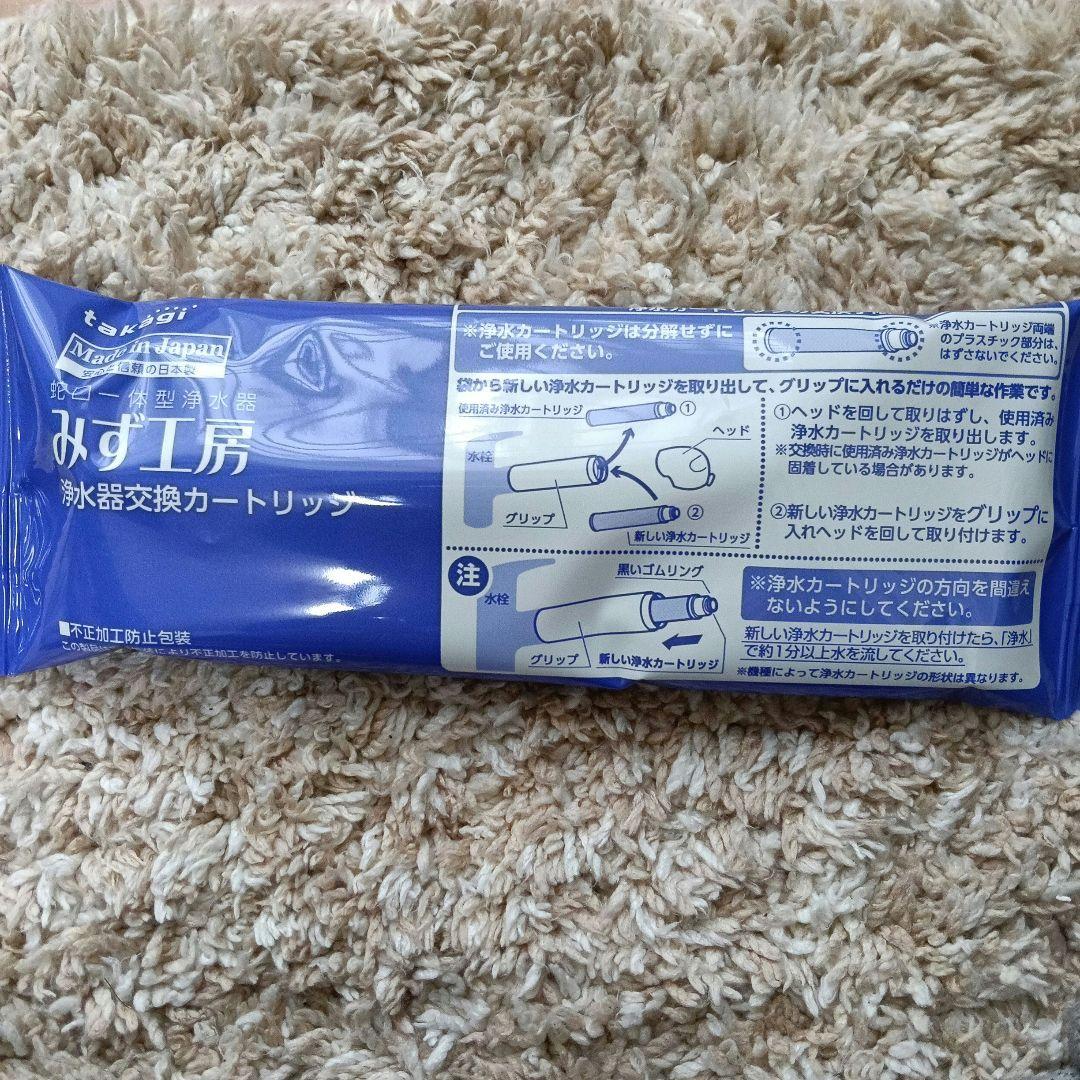 takagi
Made in Japan
信頼の日本製
蛇口一体型浄水器
みず工房
浄水器交換カートリッジ
■不正加工防止包装
により不正加工を防止しています。
※浄水カートリッジは分解せずに
ご使用ください。
※浄水カートリッジ両端
のプラスチック部分は、
はずさないでください。
袋から新しい浄水カートリッジを取り出して、グリップに入れるだけの簡単な作業です。
使用済み浄水カートリッジ
①
ヘッド
水栓
グリップ
②
新しい浄水カートリッジ
①ヘッドを回して取りはずし、使用済み
浄水カートリッジを取り出します。
※交換時に使用済み浄水カートリッジがヘッドに
固着している場合があります。
②新しい浄水カートリッジをグリップに
入れヘッドを回して取り付けます。
注
水栓
黒いゴムリング
グリップ
新しい浄水カートリッジ
※浄水カートリッジの方向を間違え
ないようにしてください。
新しい浄水カートリッジを取り付けたら、「浄水」
で約1分以上水を流してください。
※機種によって浄水カートリッジの形状は異なります。